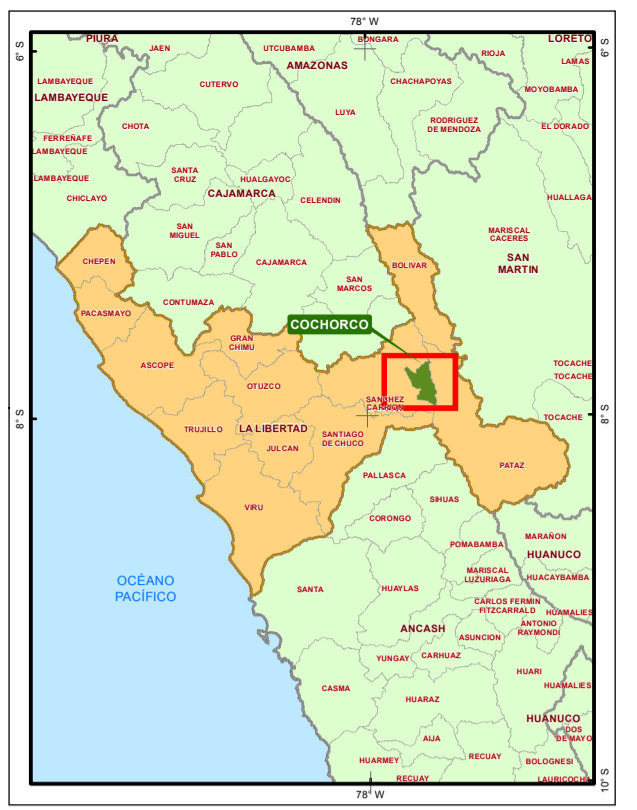 78° W
6° S
6° S
PIURA
JAEN
UTCUBAMBA
BONGARA
LORETO
RIOJA
AMAZONAS
LAMAS
LAMBAYEQUE
CUTERVO
CHACHAPOYAS
MOYOBAMBA
LAMBAYEQUE
LUYA
CHOTA
RODRIGUEZ
DE MENDOZA
EL DORADO
FERREÑAFE
LAMBAYEQUE
LAMBAYEQUE
SANTA
CRUZ
HUALGAYOC
CAJAMARCA
CHICLAYO
CELENDIN
HUALLAGA
SAN
MIGUEL
SAN
PABLO
MARISCAL
CACERES
SAN
MARTIN
CHEPEN
CAJAMARCA
BOLIVAR
SAN
MARCOS
CONTUMAZA
PACASMAYO
COCHORCO
GRAN
CHIMU
ASCOPE
TOCACHE
TOCACHE
OTUZCO
SANCHEZ
CARRION
8° S
8° S
TOCACHE
TRUJILLO
LA LIBERTAD
SANTIAGO
DE CHUCO
JULCAN
PATAZ
PALLASCA
SIHUAS
VIRU
CORONGO
POMABAMBA
MARAÑON
HUANUCO
OCÉANO
PACÍFICO
SANTA
HUAYLAS
MARISCAL
LUZURIAGA
HUACAYBAMBA
CARLOS FERMIN
FITZCARRALD
HUAMALIES
ANCASH
ANTONIO
RAYMONDI
ASUNCION
YUNGAY
CARHUAZ
HUARI
CASMA
HUARAZ
HUAMALIES
HUANUCO
DOS
DE MAYO
AIJA
HUARMEY
RECUAY
BOLOGNESI
RECUAY
LAURICOCHA
10° S
78° W